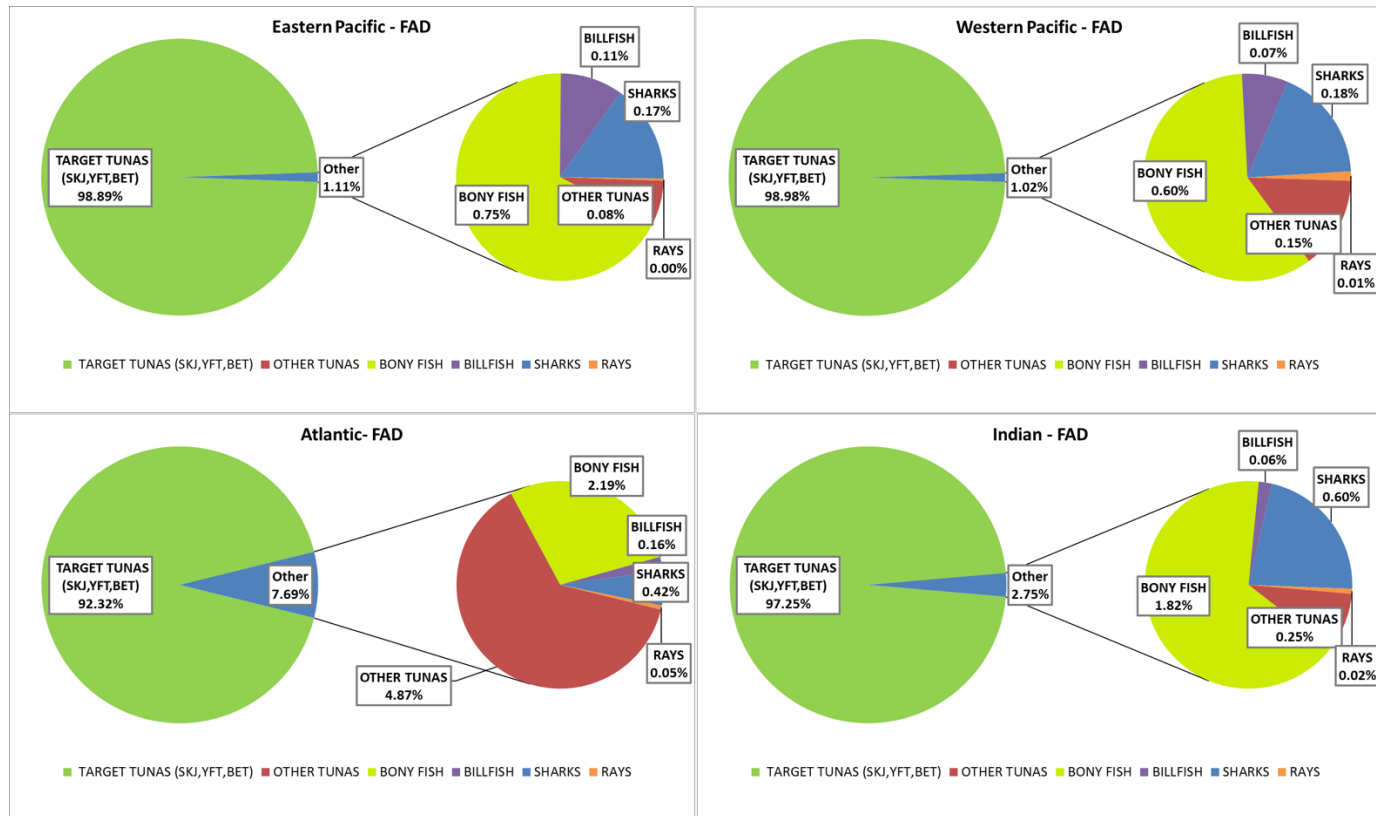 Eastern Pacific - FAD
BILLFISH
0.11%
SHARKS
0.17%
TARGET TUNAS
(SKJ,YFT,BET)
98.89%
Other
1.11%
BONY FISH
0.75%
OTHER TUNAS
0.08%
RAYS
0.00%
TARGET TUNAS (SKJ,YFT,BET) OTHER TUNAS BONY FISH BILLFISH SHARKS RAYS
Western Pacific - FAD
BILLFISH
0.07%
SHARKS
0.18%
TARGET TUNAS
(SKJ,YFT,BET)
98.98%
Other
1.02%
BONY FISH
0.60%
OTHER TUNAS
0.15%
RAYS
0.01%
TARGET TUNAS (SKJ,YFT,BET) OTHER TUNAS BONY FISH BILLFISH SHARKS RAYS
Atlantic- FAD
BONY FISH
2.19%
BILLFISH
0.16%
TARGET TUNAS
(SKJ,YFT,BET)
92.32%
Other
7.69%
SHARKS
0.42%
RAYS
0.05%
OTHER TUNAS
4.87%
TARGET TUNAS (SKJ,YFT,BET) OTHER TUNAS BONY FISH BILLFISH SHARKS RAYS
Indian - FAD
BILLFISH
0.06%
SHARKS
0.60%
TARGET TUNAS
(SKJ,YFT,BET)
97.25%
Other
2.75%
BONY FISH
1.82%
OTHER TUNAS
0.25%
RAYS
0.02%
TARGET TUNAS (SKJ,YFT,BET) OTHER TUNAS BONY FISH BILLFISH SHARKS RAYS